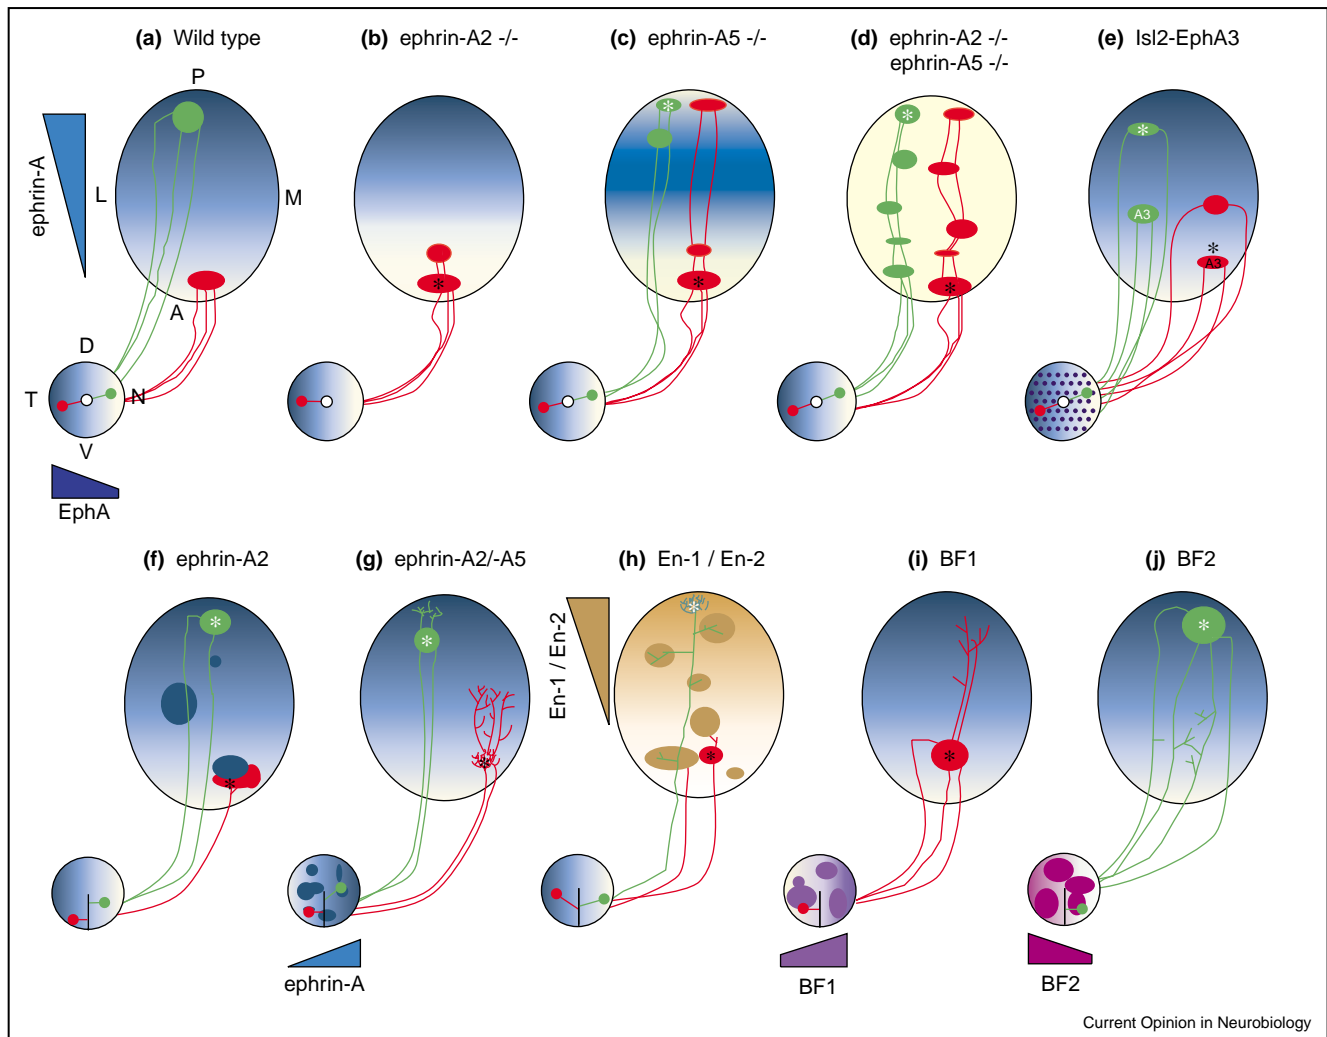 (a) Wild type
(b) ephrin-A2 -/-
(c) ephrin-A5 -/-
(d) ephrin-A2 -/-
ephrin-A5 -/-
(e) Isl2-EphA3
P
ephrin-A
L
M
A
A3
*
*
*
*
*
*
*
A3
D
T
N
V
EphA
(f) ephrin-A2
(g) ephrin-A2/-A5
(h) En-1 / En-2
(i) BF1
(j) BF2
En-1 / En-2
*
*
*
*
*
*
*
*
ephrin-A
BF1
BF2
Current Opinion in Neurobiology